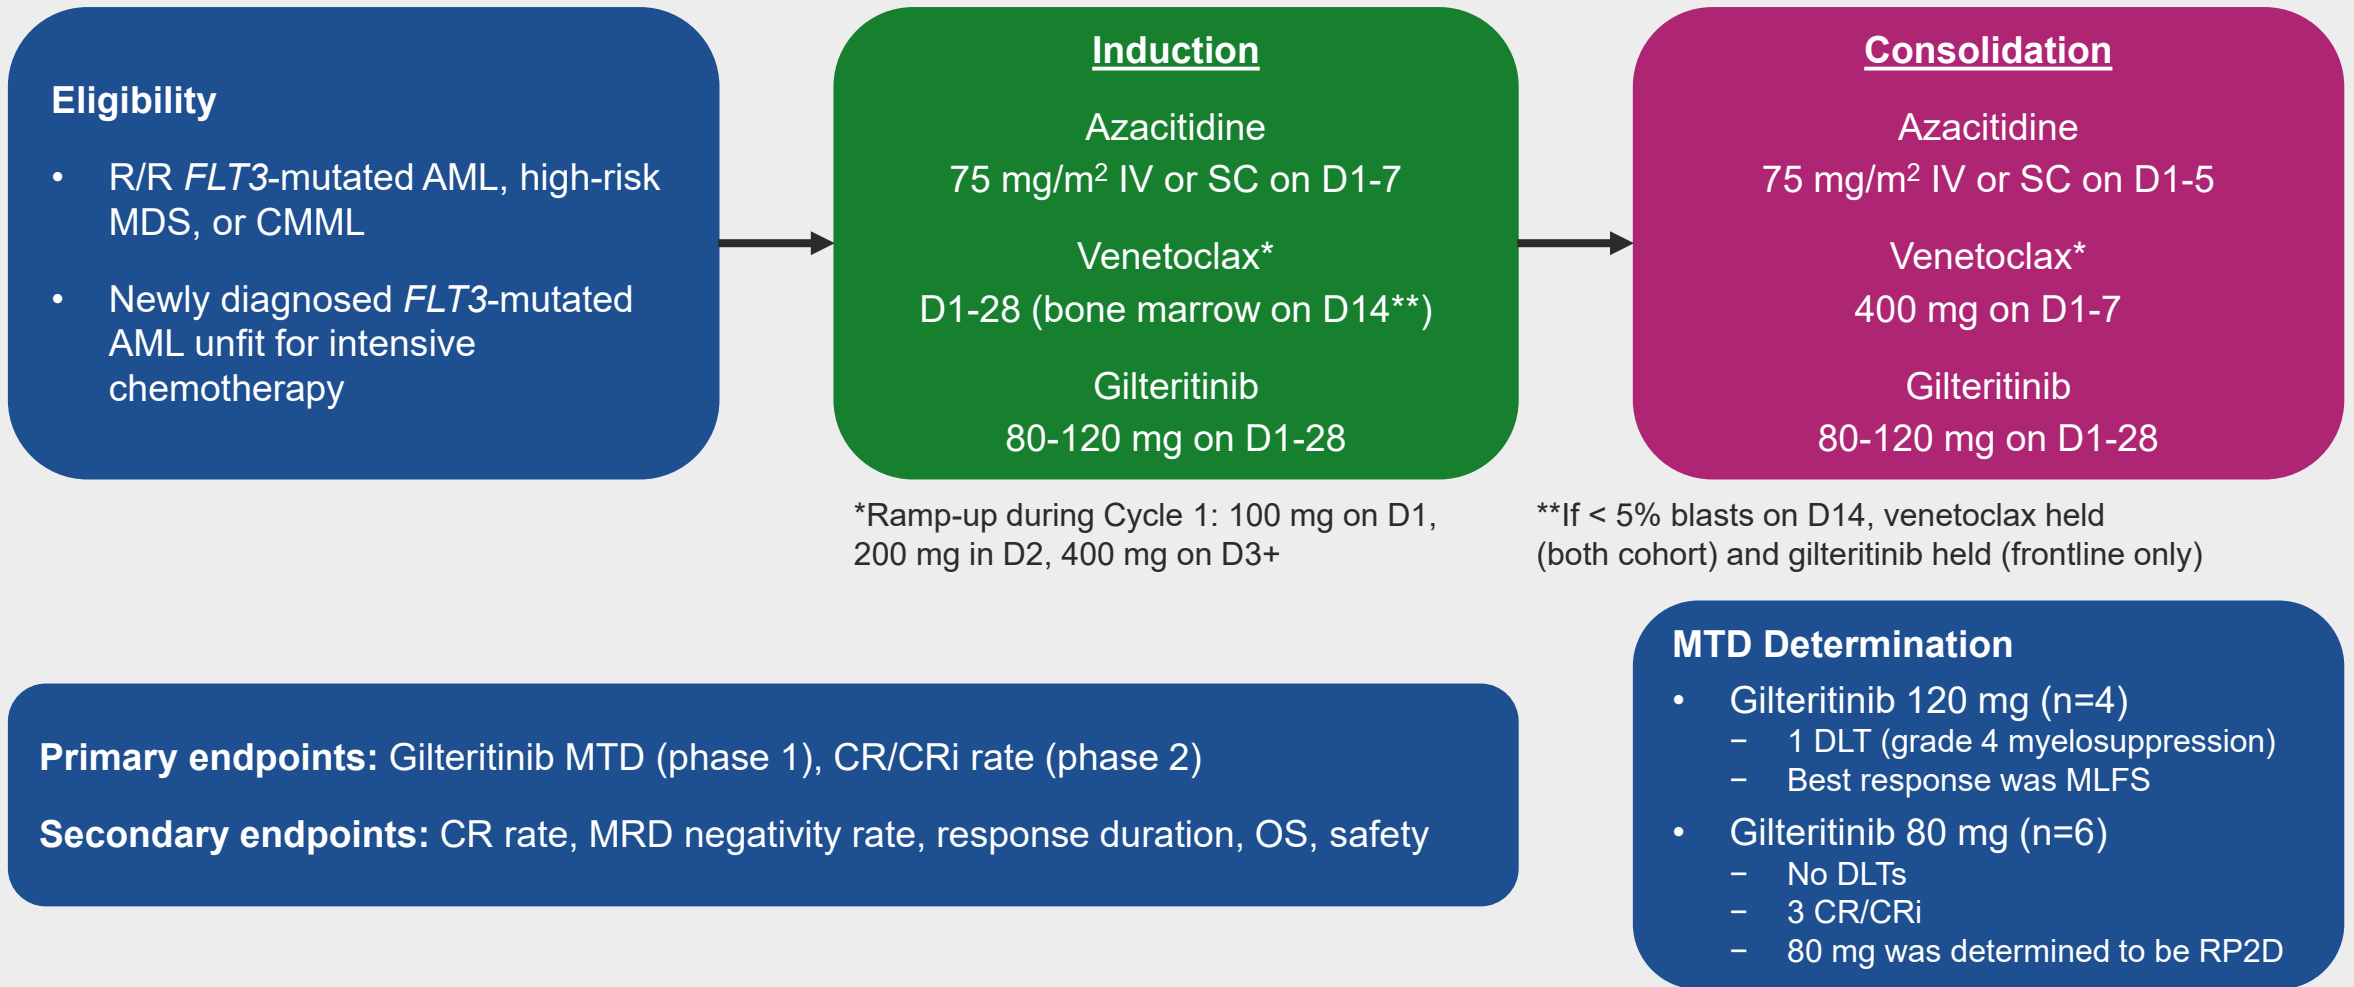 Eligibility
• R/R FLT3-mutated AML, high-risk
MDS, or CMML
• Newly diagnosed FLT3-mutated
AML unfit for intensive
chemotherapy
Induction
Azacitidine
75 mg/m² IV or SC on D1-7
Venetoclax*
D1-28 (bone marrow on D14**)
Gilteritinib
80-120 mg on D1-28
Consolidation
Azacitidine
75 mg/m² IV or SC on D1-5
Venetoclax*
400 mg on D1-7
Gilteritinib
80-120 mg on D1-28
*Ramp-up during Cycle 1: 100 mg on D1,
200 mg in D2, 400 mg on D3+
**If < 5% blasts on D14, venetoclax held
(both cohort) and gilteritinib held (frontline only)
Primary endpoints: Gilteritinib MTD (phase 1), CR/CRi rate (phase 2)
Secondary endpoints: CR rate, MRD negativity rate, response duration, OS, safety
MTD Determination
• Gilteritinib 120 mg (n=4)
− 1 DLT (grade 4 myelosuppression)
− Best response was MLFS
• Gilteritinib 80 mg (n=6)
− No DLTs
− 3 CR/CRi
− 80 mg was determined to be RP2D